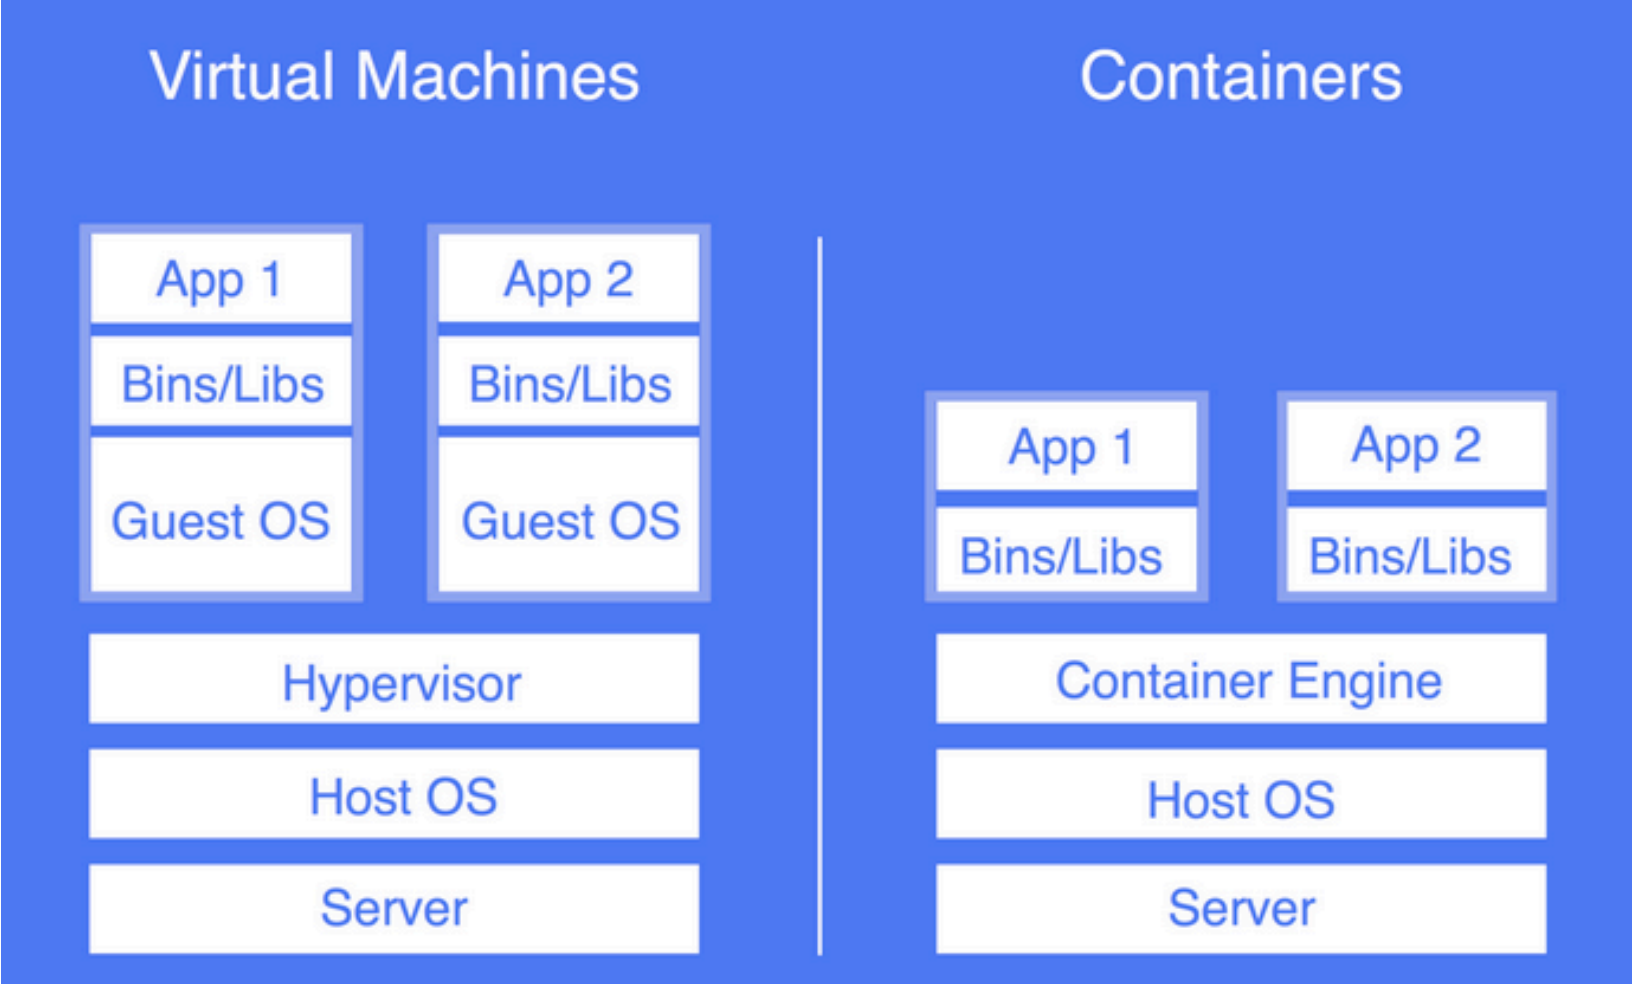 Virtual Machines
App 1
Bins/Libs
Guest OS
App 2
Bins/Libs
Guest OS
Hypervisor
Host OS
Server
Containers
App 1
Bins/Libs
App 2
Bins/Libs
Container Engine
Host OS
Server